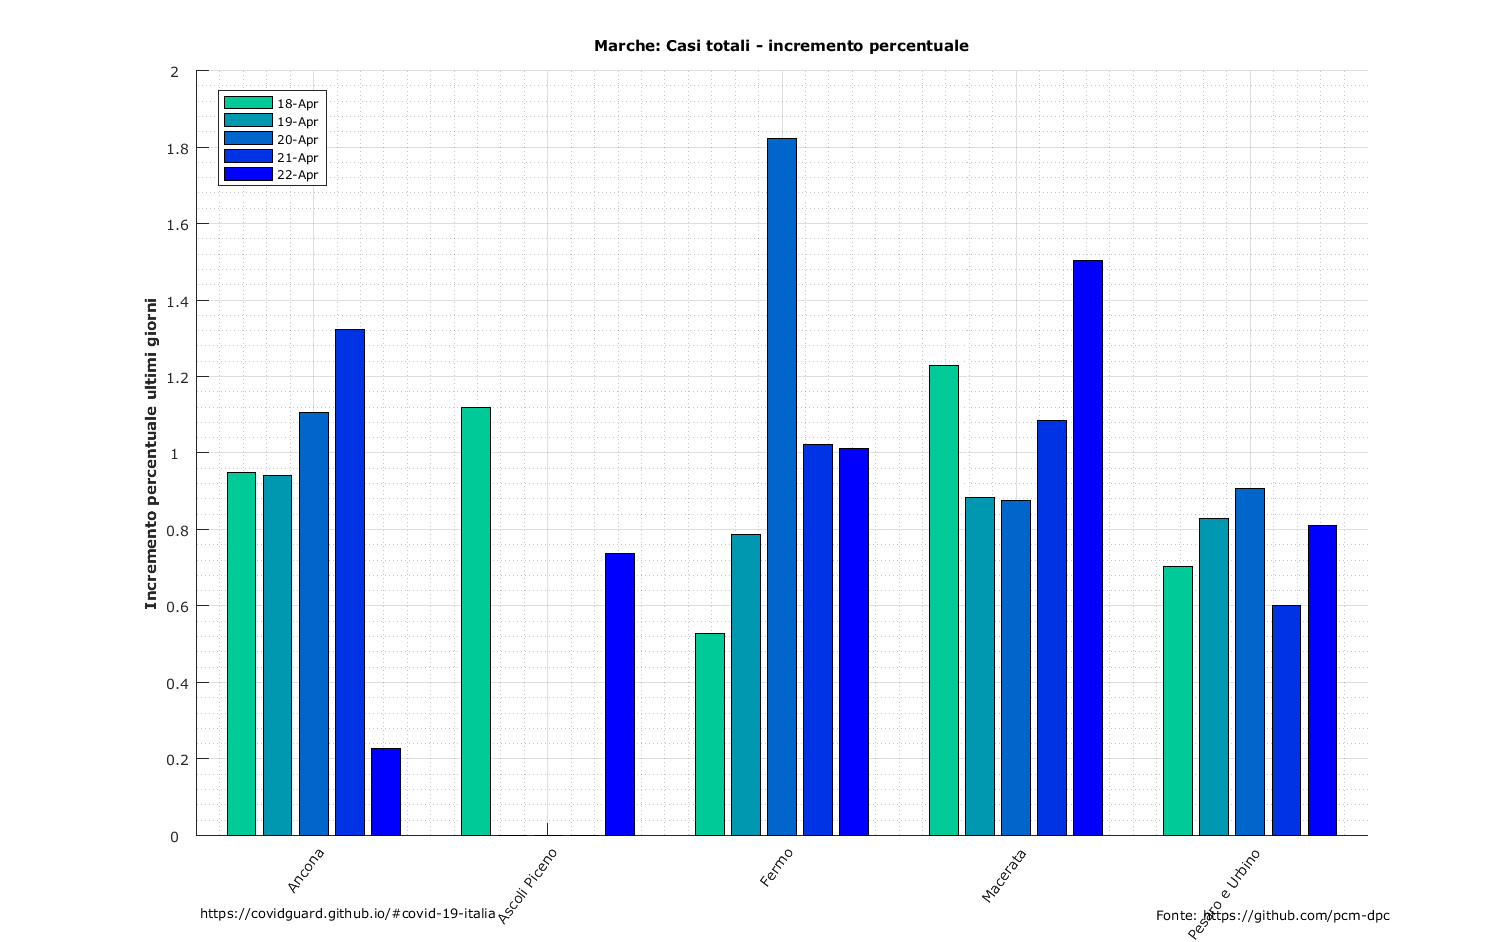 Marche: Casi totali - incremento percentuale
Incremento percentuale ultimi giorni
2
1.8
1.6
1.4
1.2
1
0.8
0.6
0.4
0.2
0
18-Apr
19-Apr
20-Apr
21-Apr
22-Apr
Ancona
Ascoli Piceno
Fermo
Macerata
Pesaro e Urbino
https://covidguard.github.io/#covid-19-italia
Fonte: https://github.com/pcm-dpc